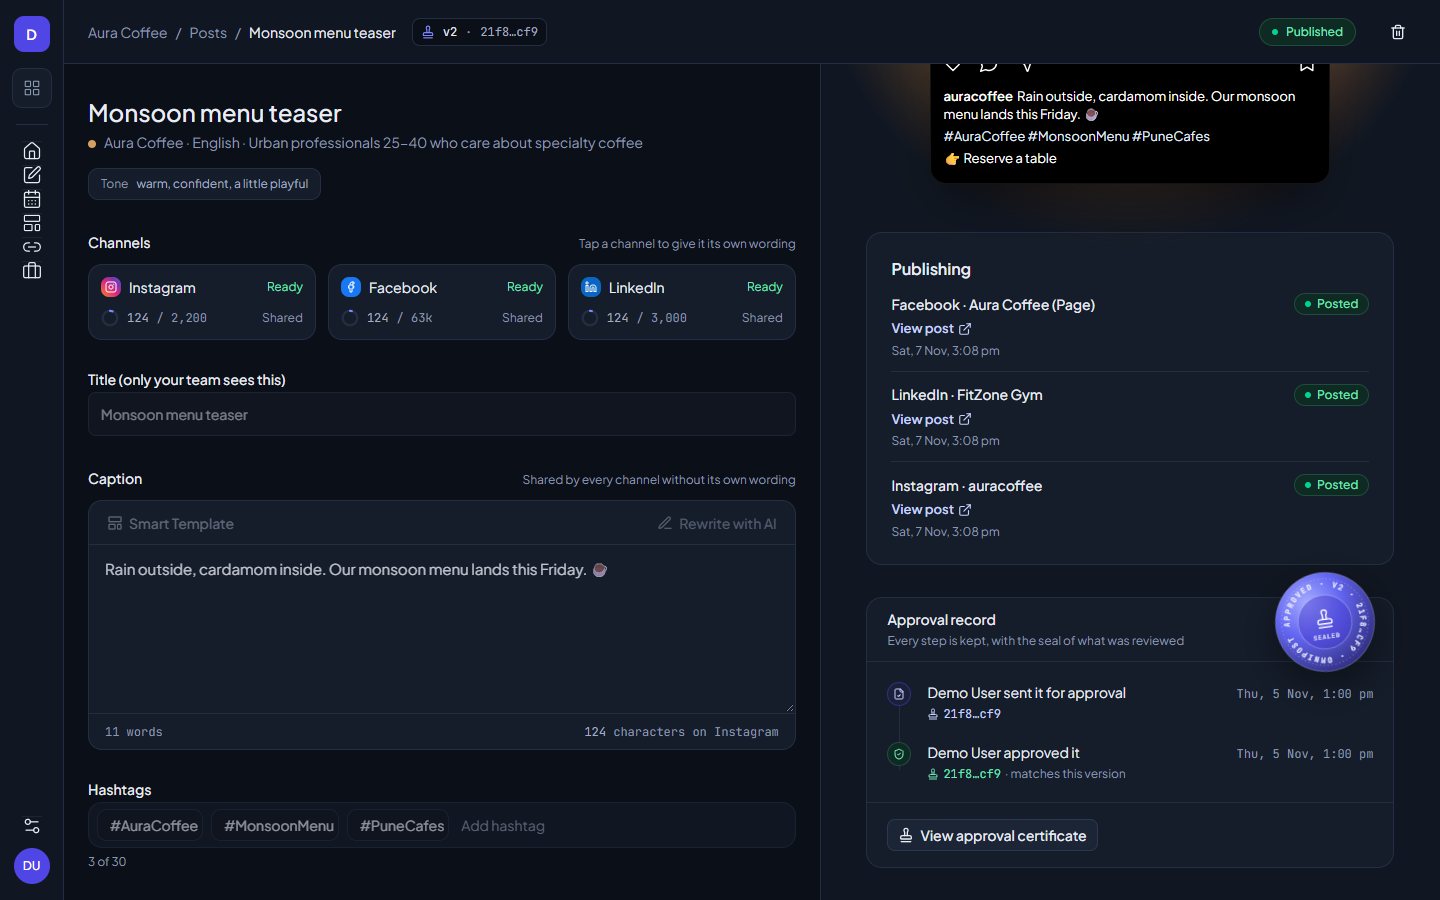 D
Aura Coffee / Posts / Monsoon menu teaser
v2 · 21f8…cf9
Published
Monsoon menu teaser
Aura Coffee · English · Urban professionals 25–40 who care about specialty coffee
Tone warm, confident, a little playful
Channels
Tap a channel to give it its own wording
Instagram Ready
124 / 2,200 Shared
Facebook Ready
124 / 63k Shared
LinkedIn Ready
124 / 3,000 Shared
Title (only your team sees this)
Monsoon menu teaser
Caption
Shared by every channel without its own wording
Smart Template
Rewrite with AI
Rain outside, cardamom inside. Our monsoon menu lands this Friday.
11 words
124 characters on Instagram
Hashtags
#AuraCoffee #MonsoonMenu #PuneCafes Add hashtag
3 of 30
DU
auracoffee Rain outside, cardamom inside. Our monsoon
menu lands this Friday.
#AuraCoffee #MonsoonMenu #PuneCafes
👉 Reserve a table
Publishing
Facebook · Aura Coffee (Page) Posted
View post
Sat, 7 Nov, 3:08 pm
LinkedIn · FitZone Gym Posted
View post
Sat, 7 Nov, 3:08 pm
Instagram · auracoffee Posted
View post
Sat, 7 Nov, 3:08 pm
Approval record
Every step is kept, with the seal of what was reviewed
OMNIPOST APPROVED · V2 · 21F8…CF9 ·
SEALED
Demo User sent it for approval Thu, 5 Nov, 1:00 pm
21f8…cf9
Demo User approved it Thu, 5 Nov, 1:00 pm
21f8…cf9 · matches this version
View approval certificate